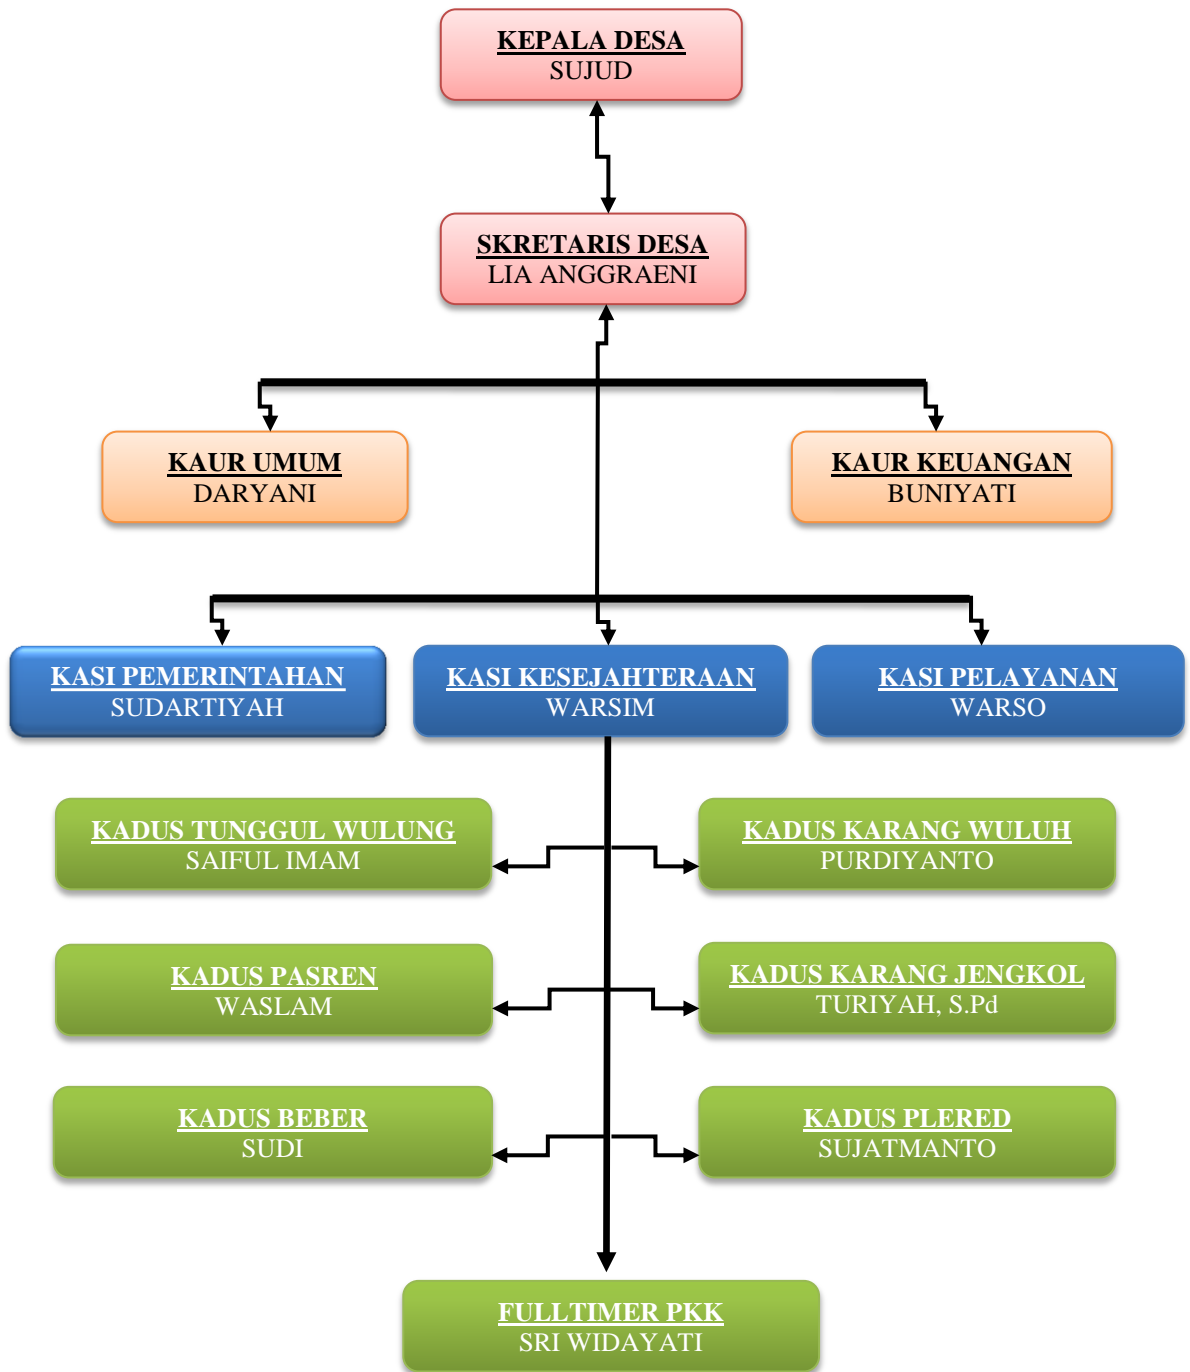 KEPALA DESA
SUJUD
SKRETARIS DESA
LIA ANGGRAENI
KAUR UMUM
DARYANI
KAUR KEUANGAN
BUNIYATI
KASI PEMERINTAHAN
SUDARTIYAH
KASI KESEJAHTERAAN
WARSIM
KASI PELAYANAN
WARSO
KADUS TUNGGUL WULUNG
SAIFUL IMAM
KADUS KARANG WULUH
PURDIYANTO
KADUS PASREN
WASLAM
KADUS KARANG JENGKOL
TURIYAH, S.Pd
KADUS BEBER
SUDI
KADUS PLERED
SUJATMANTO
FULLTIMER PKK
SRI WIDAYATI